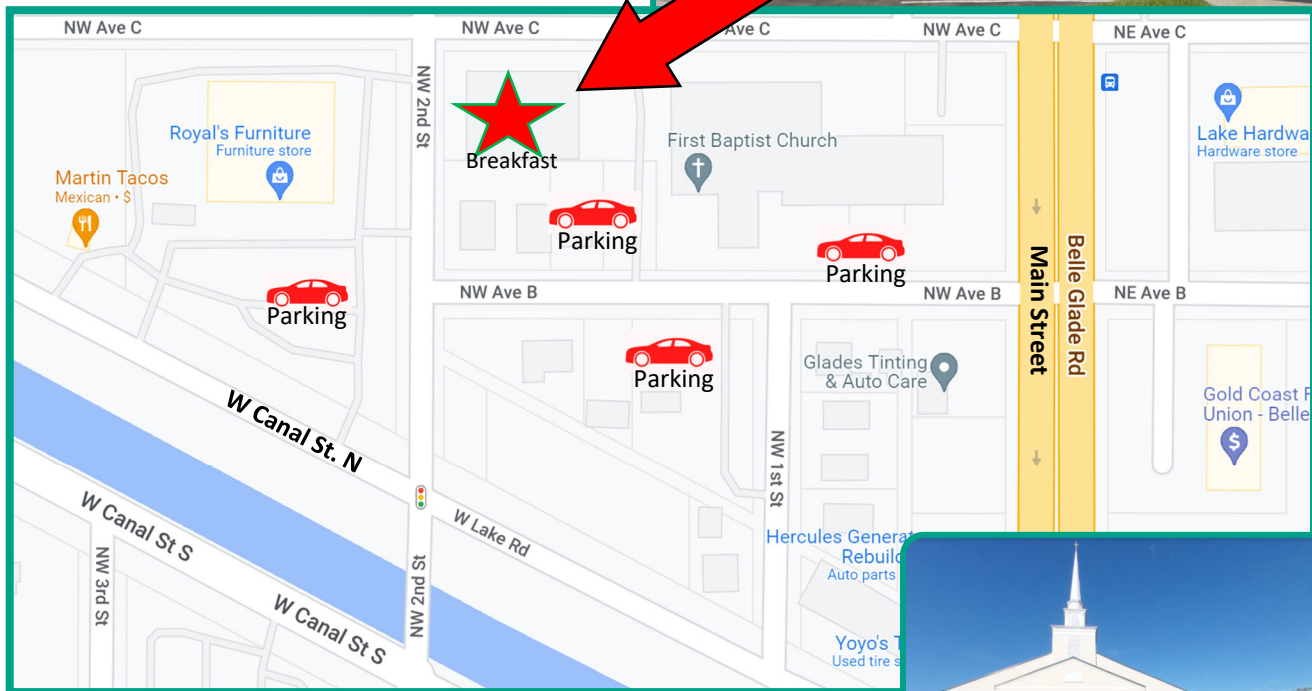 NW Ave C
NW Ave C
Ave C
NW Ave C
NE Ave C
NW 2nd St
Royal's Furniture
Furniture store
Martin Tacos
Mexican • $
Breakfast
First Baptist Church
Lake Hardwa
Hardware store
Parking
Parking
Parking
Parking
NW Ave B
NW Ave B
NE Ave B
Main Street
Belle Glade Rd
Glades Tinting
& Auto Care
Gold Coast F
Union - Belle
$
W Canal St. N
NW 1st St
W Canal St S
W Lake Rd
NW 3rd St
NW 2nd St
W Canal St S
Hercules Genera
Rebuild
Auto parts
Yoyo's T
Used tire s